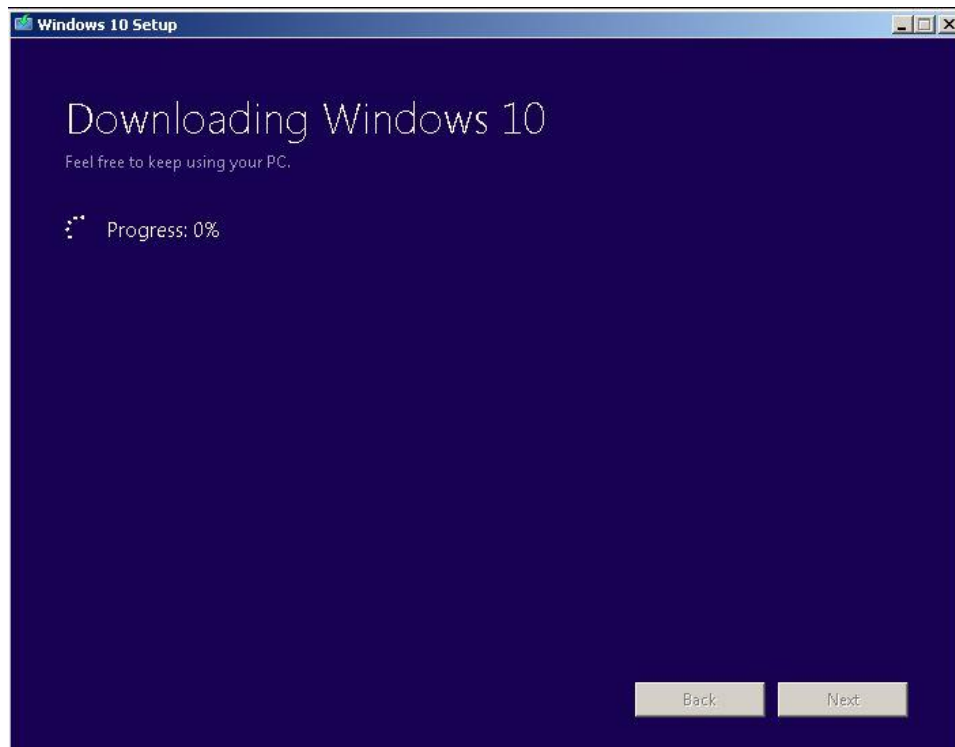 Windows 10 Setup
Downloading Windows 10
Feel free to keep using your PC.
Progress: 0%
Back
Next